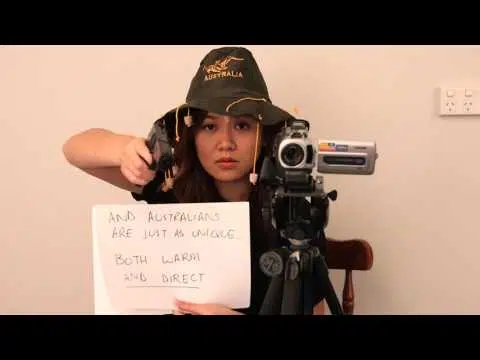 AUSTRALIA
AND AUSTRALIANS
ARE JUST AS UNIQUE
BOTH WARM
AND DIRECT